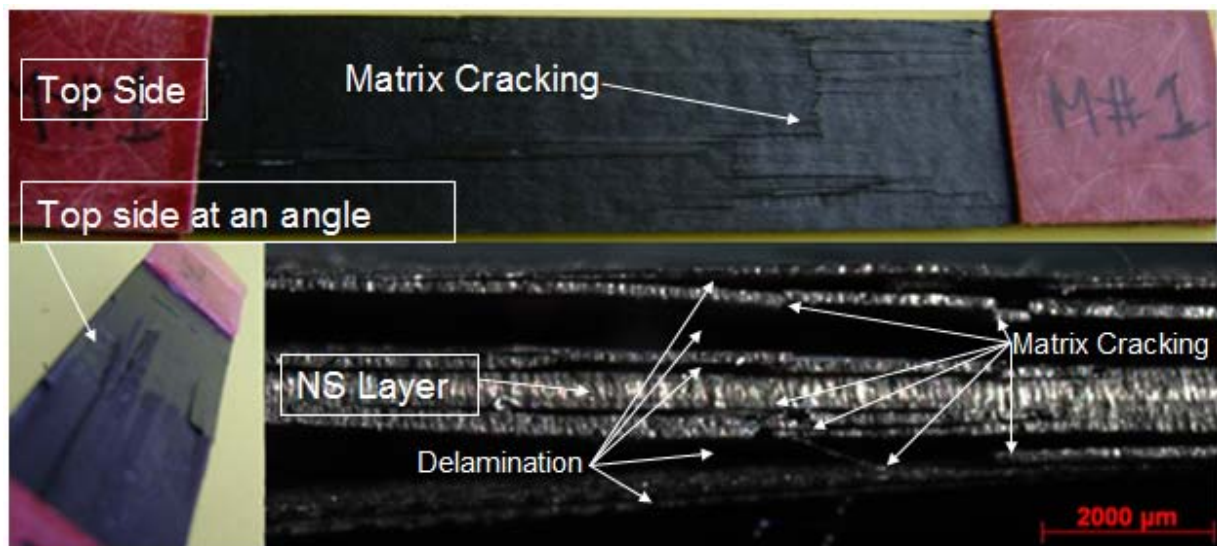 Top Side
Matrix Cracking
M#1
Top side at an angle
NS Layer
Matrix Cracking
Delamination
2000 µm